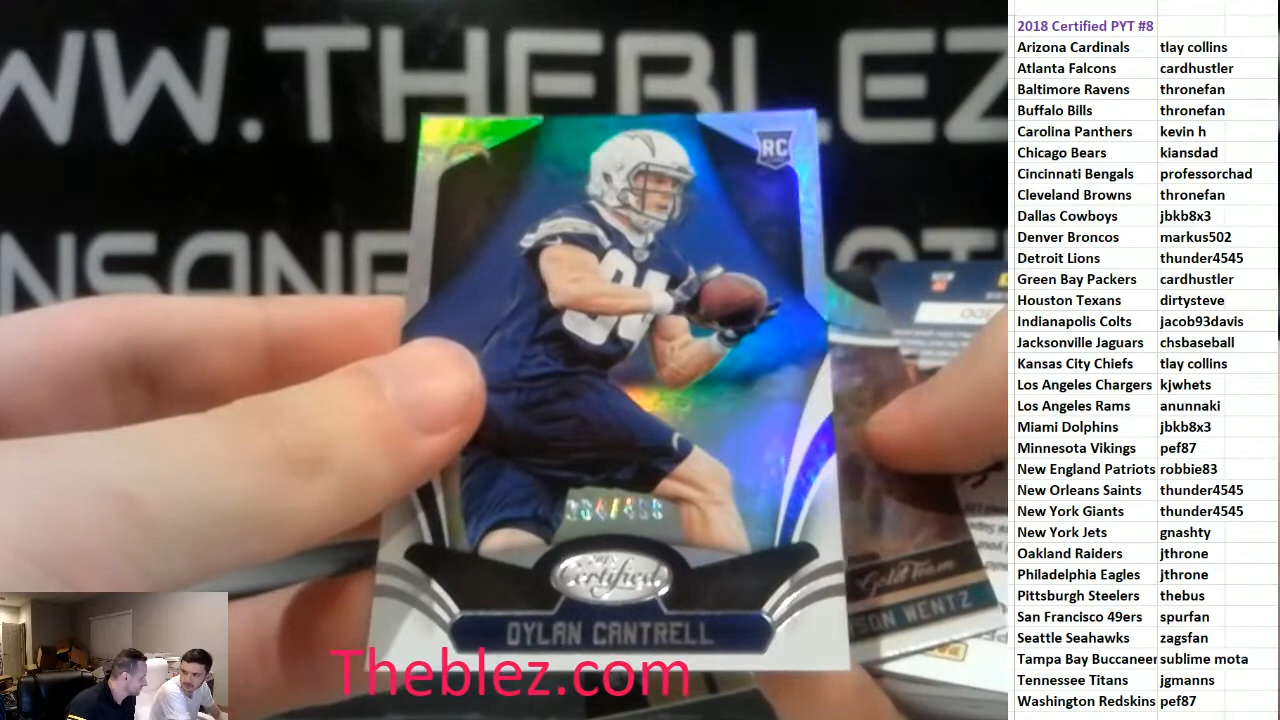 WW.THEBLEZ
RC
Certified
DYLAN CANTRELL
Gold Team
SON WENTZ
Theblez.com
2018 Certified PYT #8
Arizona Cardinals tlay collins
Atlanta Falcons cardhustler
Baltimore Ravens thronefan
Buffalo Bills thronefan
Carolina Panthers kevin h
Chicago Bears kiansdad
Cincinnati Bengals professorchad
Cleveland Browns thronefan
Dallas Cowboys jbkb8x3
Denver Broncos markus502
Detroit Lions thunder4545
Green Bay Packers cardhustler
Houston Texans dirtysteve
Indianapolis Colts jacob93davis
Jacksonville Jaguars chsbaseball
Kansas City Chiefs tlay collins
Los Angeles Chargers kjwhets
Los Angeles Rams anunnaki
Miami Dolphins jbkb8x3
Minnesota Vikings pef87
New England Patriots robbie83
New Orleans Saints thunder4545
New York Giants thunder4545
New York Jets gnashty
Oakland Raiders jthrone
Philadelphia Eagles jthrone
Pittsburgh Steelers thebus
San Francisco 49ers spurfan
Seattle Seahawks zagsfan
Tampa Bay Buccaneer sublime mota
Tennessee Titans jgmanns
Washington Redskins pef87